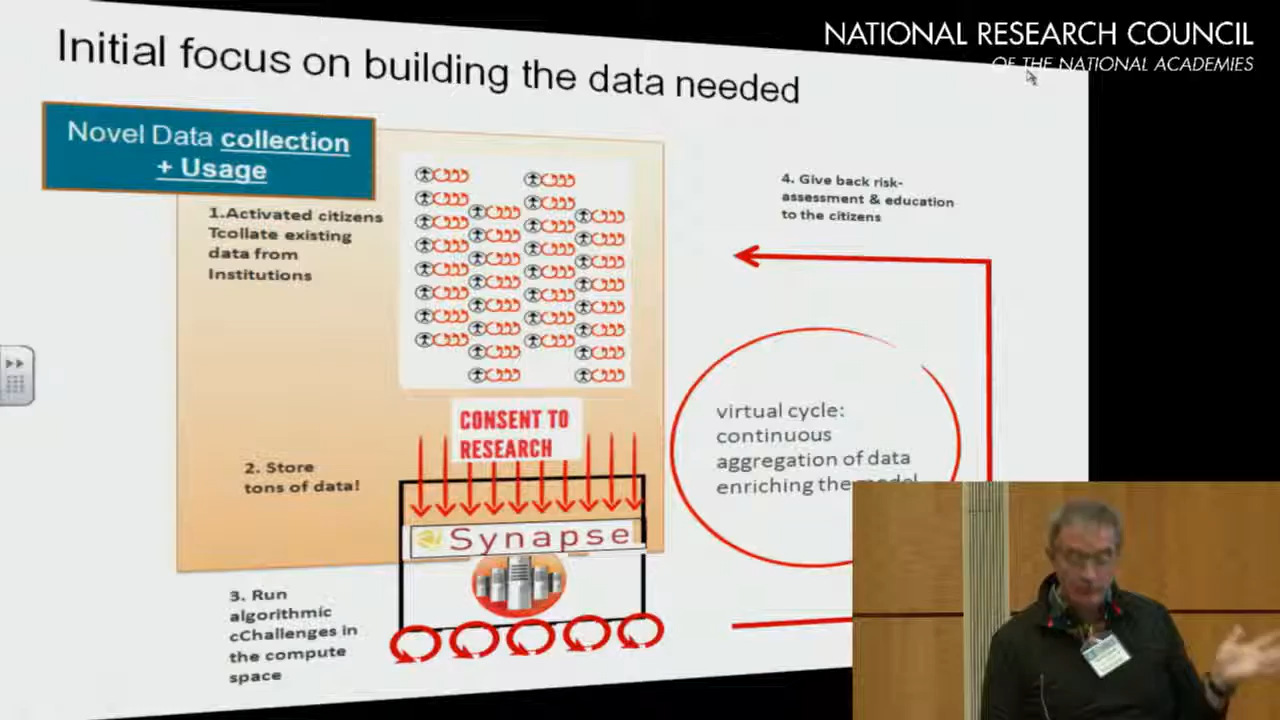 NATIONAL RESEARCH COUNCIL
OF THE NATIONAL ACADEMIES
Initial focus on building the data needed
Novel Data collection
+ Usage
1.Activated citizens
Tcollate existing
data from
Institutions
4. Give back risk-
assessment & education
to the citizens
CONSENT TO
RESEARCH
virtual cycle:
continuous
aggregation of data
enriching the model
2. Store
tons of data!
Synapse
3. Run
algorithmic
cChallenges in
the compute
space